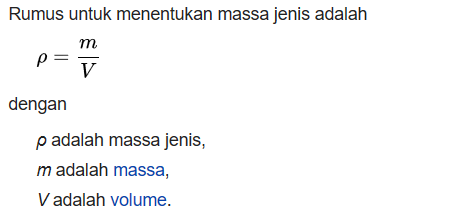 Rumus untuk menentukan massa jenis adalah
ρ = m/V
dengan
ρ adalah massa jenis,
m adalah massa,
V adalah volume.